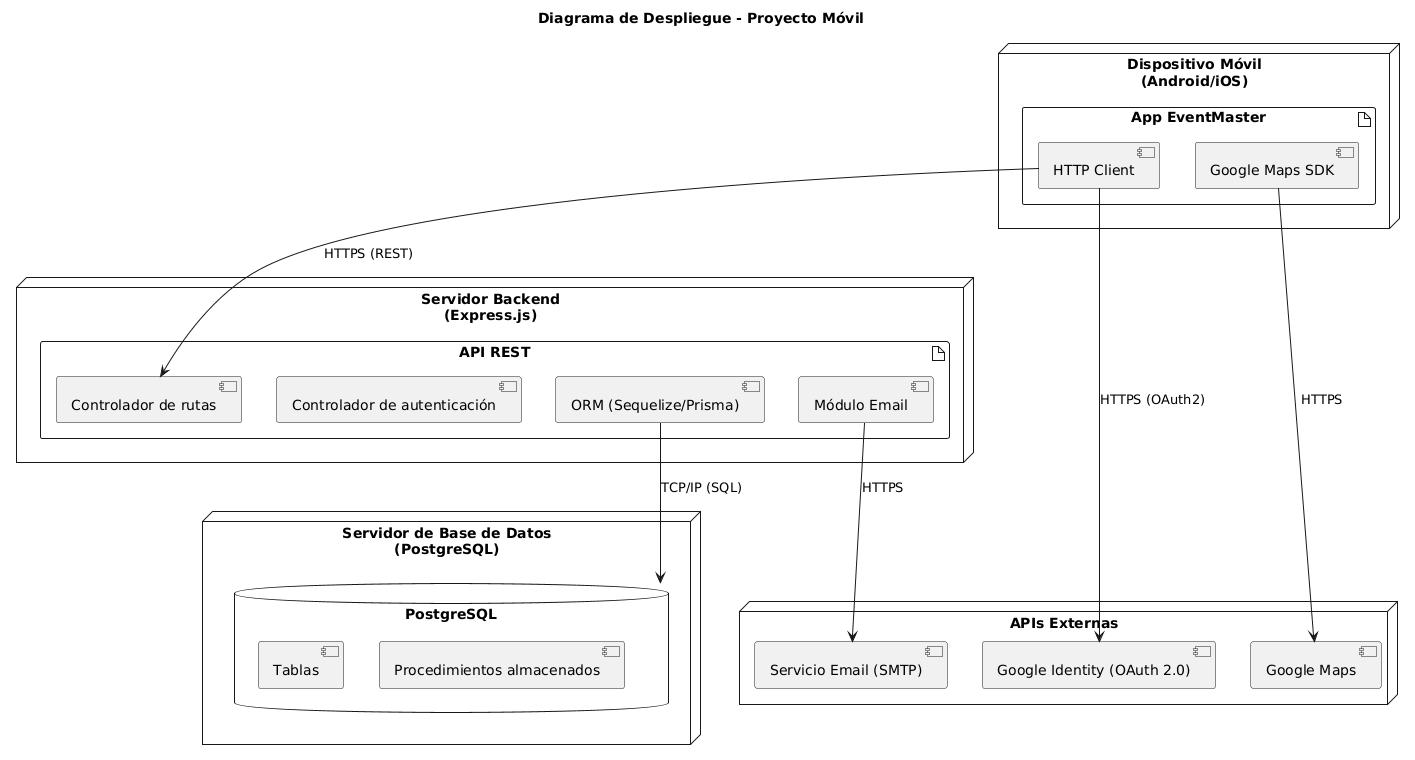 Diagrama de Despliegue - Proyecto Móvil
Dispositivo Móvil
(Android/iOS)
App EventMaster
HTTP Client
Google Maps SDK
HTTPS (REST)
Servidor Backend
(Express.js)
API REST
Controlador de rutas
Controlador de autenticación
ORM (Sequelize/Prisma)
Módulo Email
HTTPS (OAuth2)
HTTPS
TCP/IP (SQL)
HTTPS
Servidor de Base de Datos
(PostgreSQL)
PostgreSQL
Tablas
Procedimientos almacenados
APIs Externas
Servicio Email (SMTP)
Google Identity (OAuth 2.0)
Google Maps